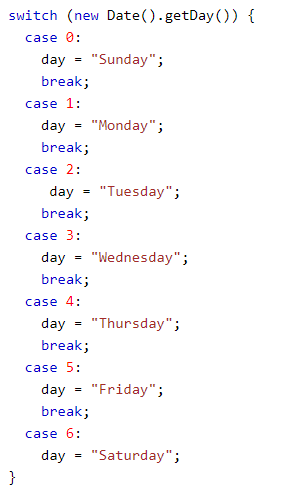 switch (new Date().getDay()) {
  case 0:
    day = "Sunday";
    break;
  case 1:
    day = "Monday";
    break;
  case 2:
     day = "Tuesday";
    break;
  case 3:
    day = "Wednesday";
    break;
  case 4:
    day = "Thursday";
    break;
  case 5:
    day = "Friday";
    break;
  case 6:
    day = "Saturday";
}